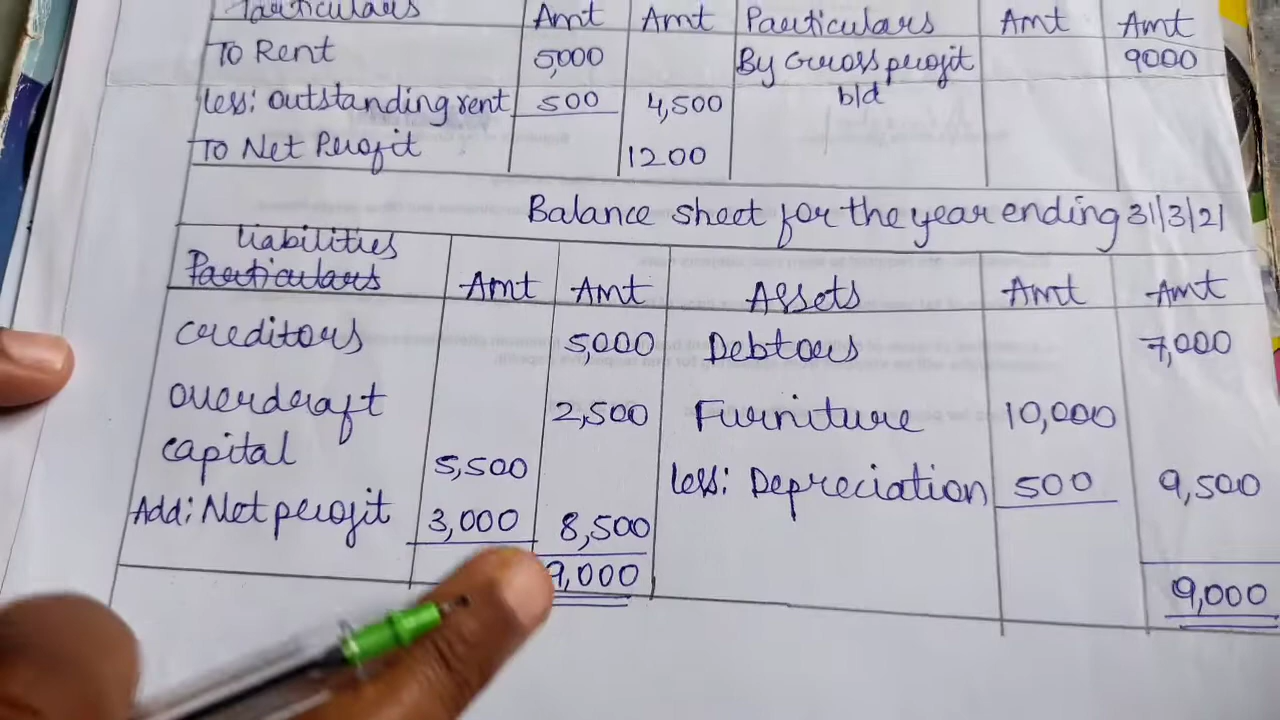 Particulars Amt Amt Particulars Amt Amt
To Rent 5,000 By Gross profit 9000
less: outstanding rent 500 4,500 b/d
To Net Profit 1200
Balance sheet for the year ending 31/3/21
Liabilities
Particulars Amt Amt Assets Amt Amt
creditors 5,000 Debtors 7,000
overdraft 2,500 Furniture 10,000
capital 5,500 less: Depreciation 500 9,500
Add: Net profit 3,000 8,500
9,000 9,000